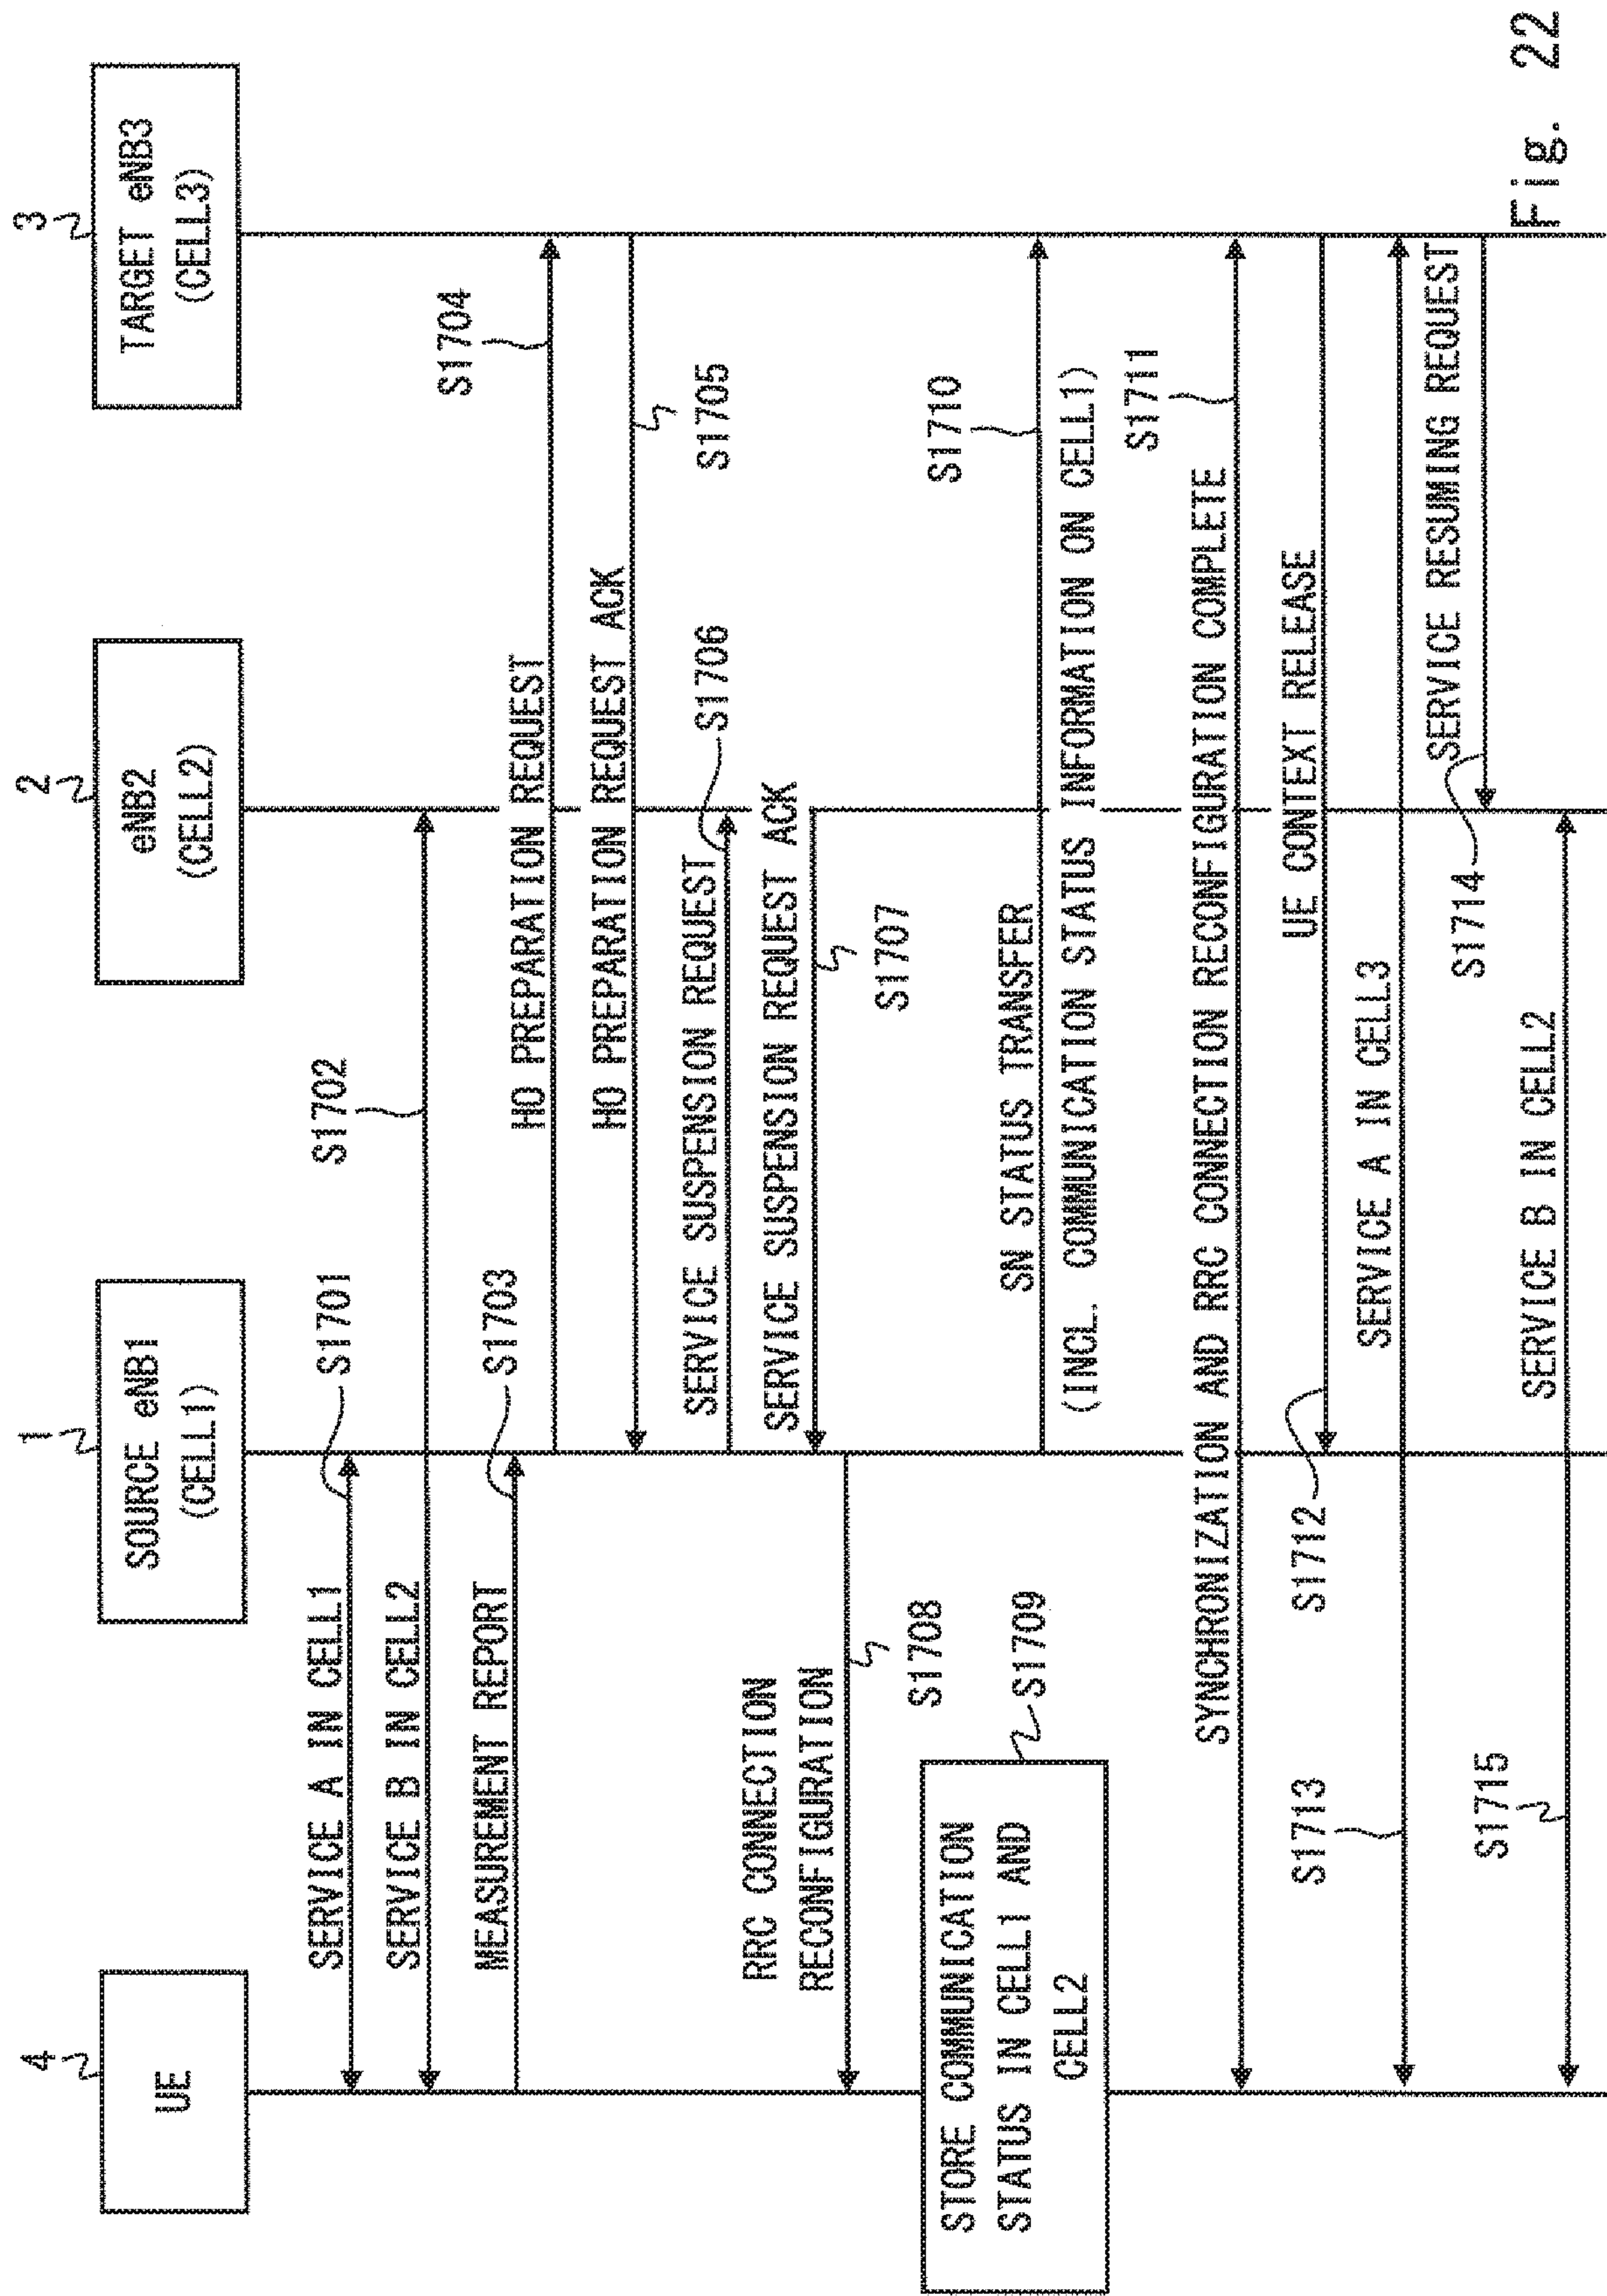 4
UE
1
SOURCE eNB1
(CELL1)
2
eNB2
(CELL2)
3
TARGET eNB3
(CELL3)
SERVICE A IN CELL1
S1701
SERVICE B IN CELL2
S1702
MEASUREMENT REPORT
S1703
HO PREPARATION REQUEST
S1704
HO PREPARATION REQUEST ACK
S1705
SERVICE SUSPENSION REQUEST
S1706
SERVICE SUSPENSION REQUEST ACK
S1707
RRC CONNECTION
RECONFIGURATION
S1708
STORE COMMUNICATION
STATUS IN CELL1 AND
CELL2
S1709
SN STATUS TRANSFER
S1710
(INCL. COMMUNICATION STATUS INFORMATION ON CELL1)
SYNCHRONIZATION AND RRC CONNECTION RECONFIGURATION COMPLETE
S1711
UE CONTEXT RELEASE
S1712
SERVICE A IN CELL3
S1713
SERVICE RESUMING REQUEST
S1714
SERVICE B IN CELL2
S1715
Fig. 22